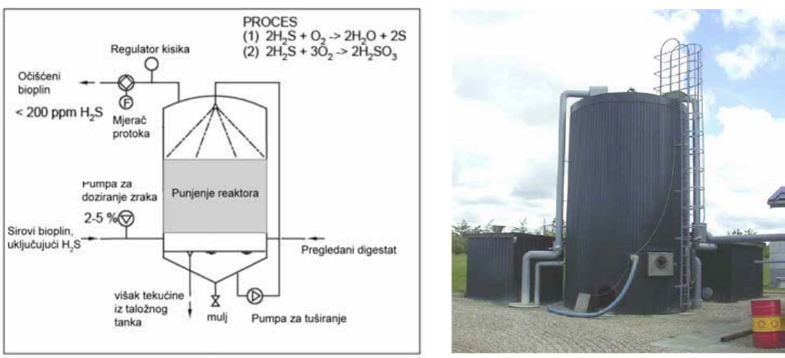 PROCES
(1) 2H₂S + O₂ -> 2H₂O + 2S
(2) 2H₂S + 3O₂ -> 2H₂SO₃
Regulator kisika
Očišćeni
bioplin
< 200 ppm H₂S
F
Mjerač
protoka
Pumpa za
doziranje zraka
2-5 %
Punjenje reaktora
Sirovi bioplin,
uključujući H₂S
Pregledani digestat
višak tekućine
iz taložnog
tanka
mulj
Pumpa za tuširanje